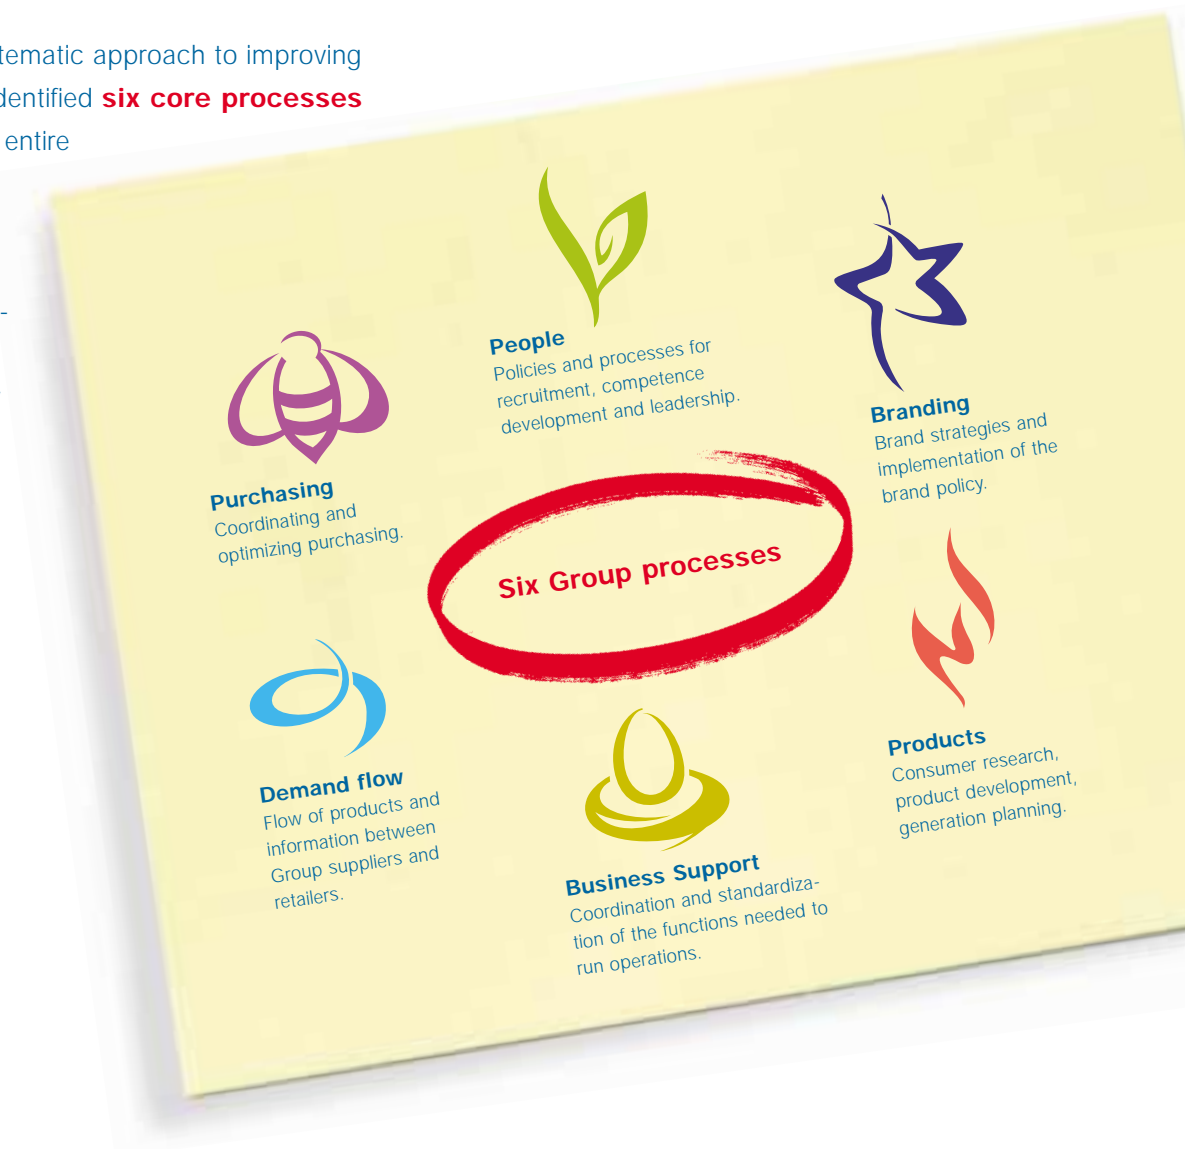 tematic approach to improving
dentified six core processes
entire
-
People
Policies and processes for
recruitment, competence
development and leadership.
Branding
Brand strategies and
implementation of the
brand policy.
Purchasing
Coordinating and
optimizing purchasing.
Six Group processes
Demand flow
Flow of products and
information between
Group suppliers and
retailers.
Business Support
Coordination and standardiza-
tion of the functions needed to
run operations.
Products
Consumer research,
product development,
generation planning.